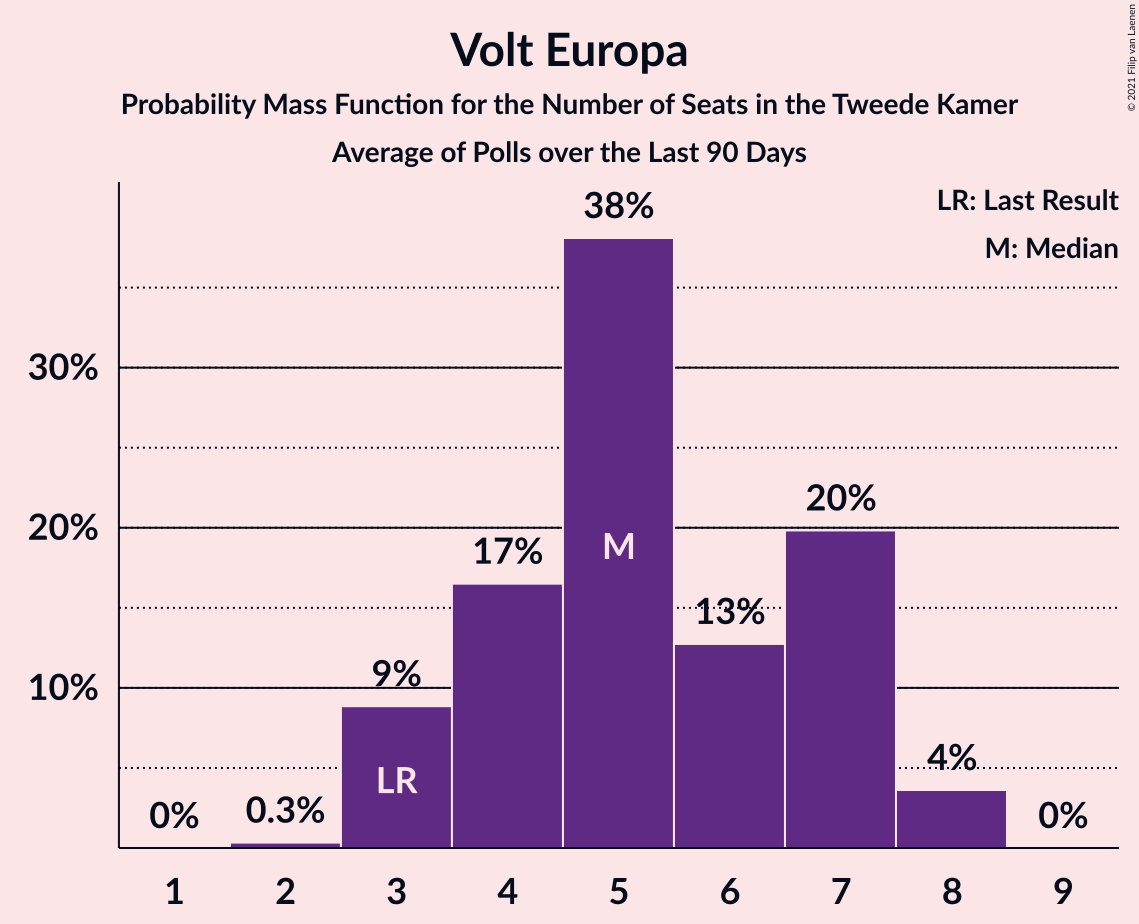 Volt Europa
Probability Mass Function for the Number of Seats in the Tweede Kamer
Average of Polls over the Last 90 Days
© 2021 Filip van Laenen
LR: Last Result
M: Median
30%
20%
10%
0%
0.3%
9%
17%
38%
13%
20%
4%
0%
LR
M
1 2 3 4 5 6 7 8 9